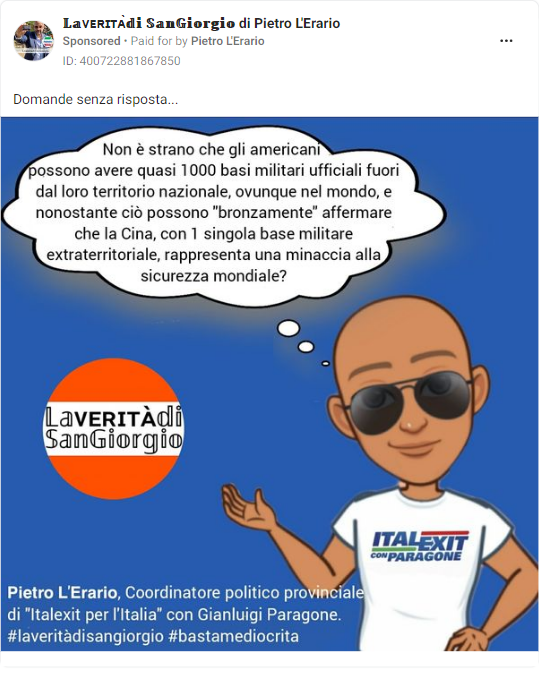 LaVERITÀdi SanGiorgio di Pietro L'Erario
Sponsored • Paid for by Pietro L'Erario
ID: 400722881867850
Domande senza risposta...
Non è strano che gli americani
possono avere quasi 1000 basi militari ufficiali fuori
dal loro territorio nazionale, ovunque nel mondo, e
nonostante ciò possono "bronzamente" affermare
che la Cina, con 1 singola base militare
extraterritoriale, rappresenta una minaccia alla
sicurezza mondiale?
LaVERITÀdi
SanGiorgio
ITALEXIT
CON PARAGONE
Pietro L'Erario, Coordinatore politico provinciale
di "Italexit per l'Italia" con Gianluigi Paragone.
#laveritàdisangiorgio #bastamediocrita